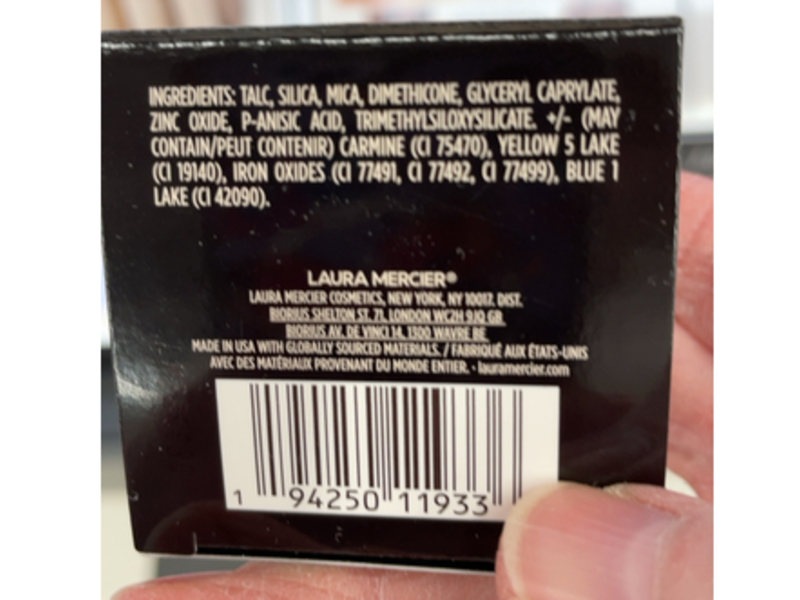 INGREDIENTS: TALC, SILICA, MICA, DIMETHICONE, GLYCERYL CAPRYLATE,
ZINC OXIDE, P-ANISIC ACID, TRIMETHYLSILOXYSILICATE. +/- (MAY
CONTAIN/PEUT CONTENIR) CARMINE (CI 75470), YELLOW 5 LAKE
(CI 19140), IRON OXIDES (CI 77491, CI 77492, CI 77499), BLUE 1
LAKE (CI 42090).
LAURA MERCIER®
LAURA MERCIER COSMETICS, NEW YORK, NY 10017. DIST.
BIORIUS SHELTON ST. 71, LONDON WC2H 9JQ GB
BIORIUS AV. DE VINCI 14, 1300 WAVRE BE
MADE IN USA WITH GLOBALLY SOURCED MATERIALS. / FABRIQUÉ AUX ÉTATS-UNIS
AVEC DES MATÉRIAUX PROVENANT DU MONDE ENTIER. · lauramercier.com
1 94250 11933